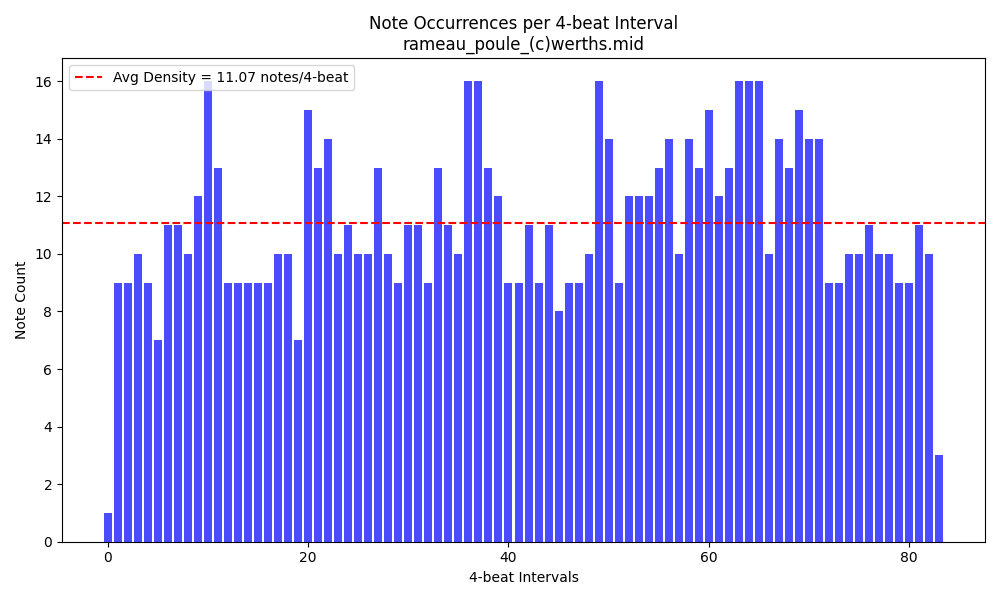 Note Occurrences per 4-beat Interval
rameau_poule_(c)werths.mid
Avg Density = 11.07 notes/4-beat
16
14
12
10
8
6
4
2
0
Note Count
0 20 40 60 80
4-beat Intervals